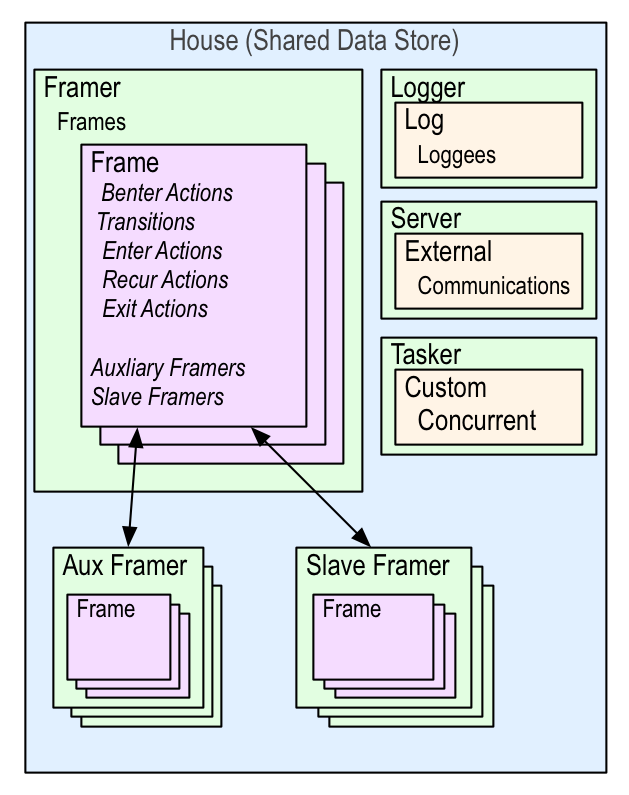 House (Shared Data Store)
Framer
Frames
Frame
Benter Actions
Transitions
Enter Actions
Recur Actions
Exit Actions
Auxliary Framers
Slave Framers
Logger
Log
Loggees
Server
External
Communications
Tasker
Custom
Concurrent
Aux Framer
Frame
Slave Framer
Frame